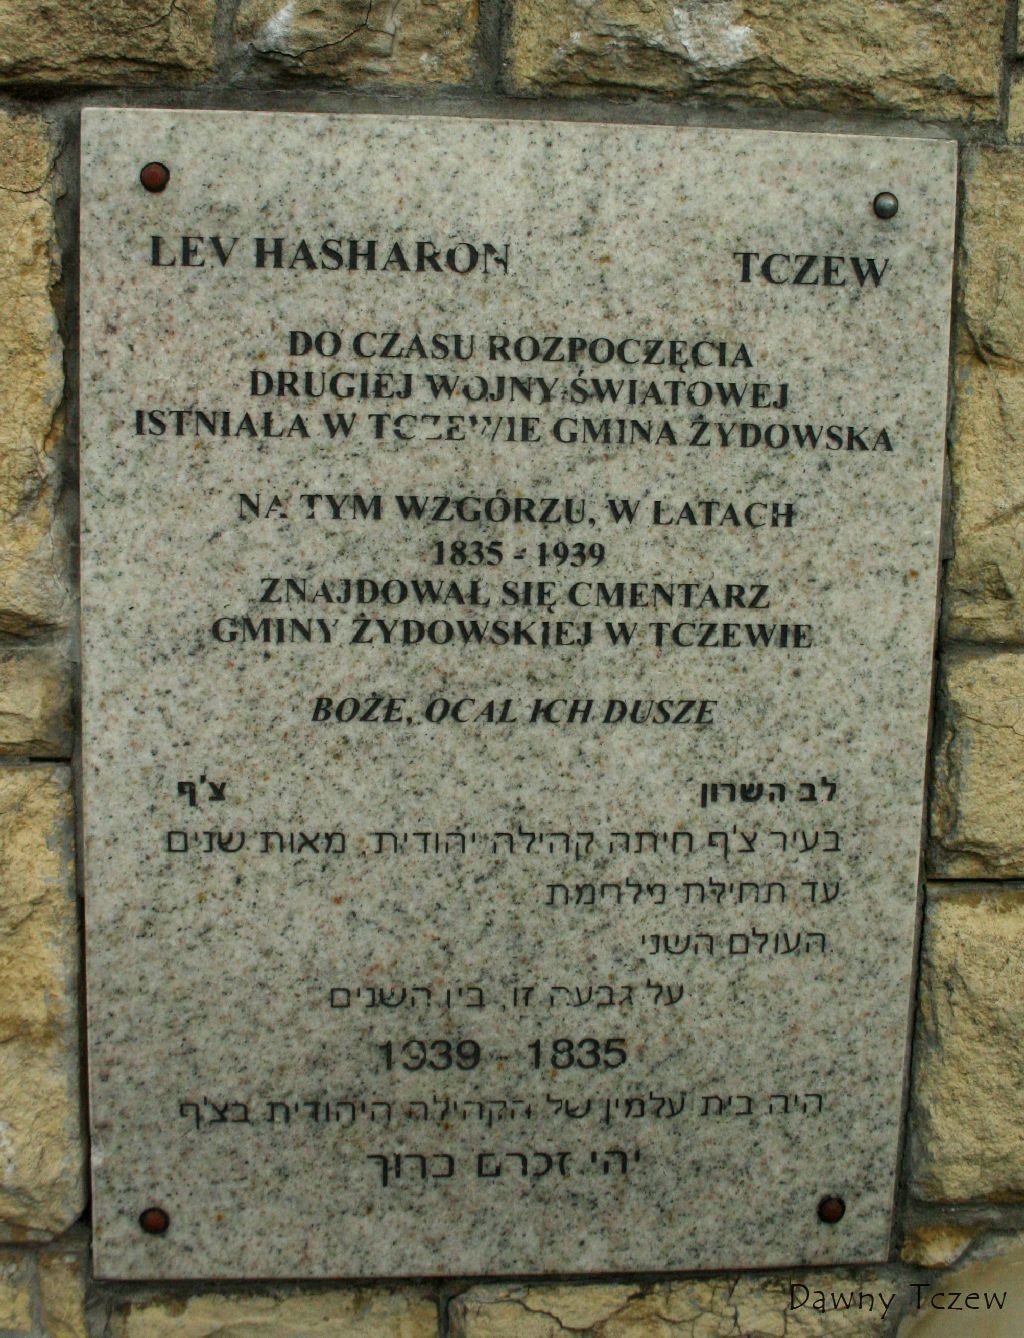 LEV HASHARON TCZEW
DO CZASU ROZPOCZĘCIA
DRUGIEJ WOJNY ŚWIATOWEJ
ISTNIAŁA W TCZEWIE GMINA ŻYDOWSKA
NA TYM WZGÓRZU, W ŁATACH
1835 - 1939
ZNAJDOWAŁ SIĘ CMENTARZ
GMINY ŻYDOWSKIEJ W TCZEWIE
BOŻE, OCAL ICH DUSZE
לב השרון צ'ף
בעיר צ'ף חיתה קהילה יהודית, מאות שנים
עד תחילת מלחמת
העולם השני
על גבעה זו, בין השנים
1939 - 1835
היה בית עלמין של הקהילה היהודית בצ'ף
יהי זכרם ברוך
Dawny Tczew